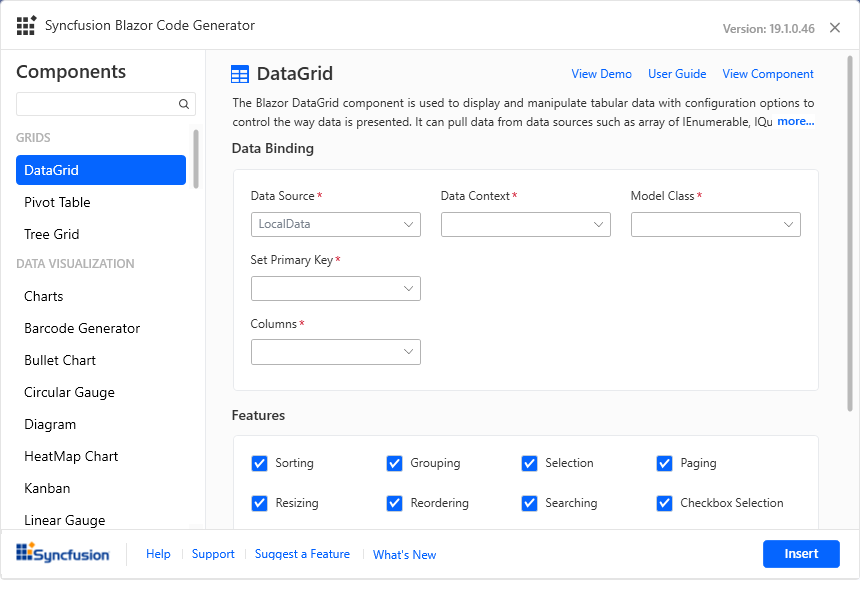 Syncfusion Blazor Code Generator
Version: 19.1.0.46
Components
GRIDS
DataGrid
Pivot Table
Tree Grid
DATA VISUALIZATION
Charts
Barcode Generator
Bullet Chart
Circular Gauge
Diagram
HeatMap Chart
Kanban
Linear Gauge
DataGrid
View Demo User Guide View Component
The Blazor DataGrid component is used to display and manipulate tabular data with configuration options to
control the way data is presented. It can pull data from data sources such as array of IEnumerable, IQu more...
Data Binding
Data Source* Data Context* Model Class*
LocalData
Set Primary Key*
Columns*
Features
Sorting Grouping Selection Paging
Resizing Reordering Searching Checkbox Selection
Syncfusion Help Support Suggest a Feature What's New Insert